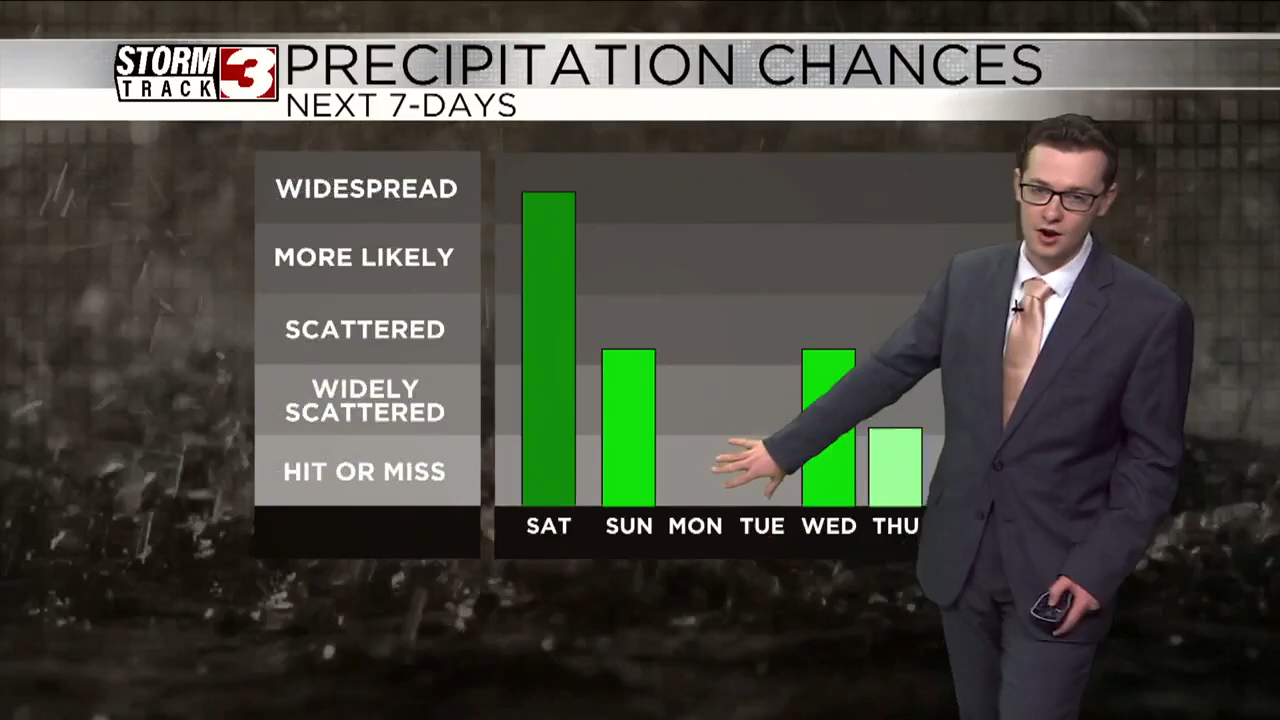 STORM
TRACK 3
PRECIPITATION CHANCES
NEXT 7-DAYS
WIDESPREAD
MORE LIKELY
SCATTERED
WIDELY
SCATTERED
HIT OR MISS
SAT SUN MON TUE WED THU